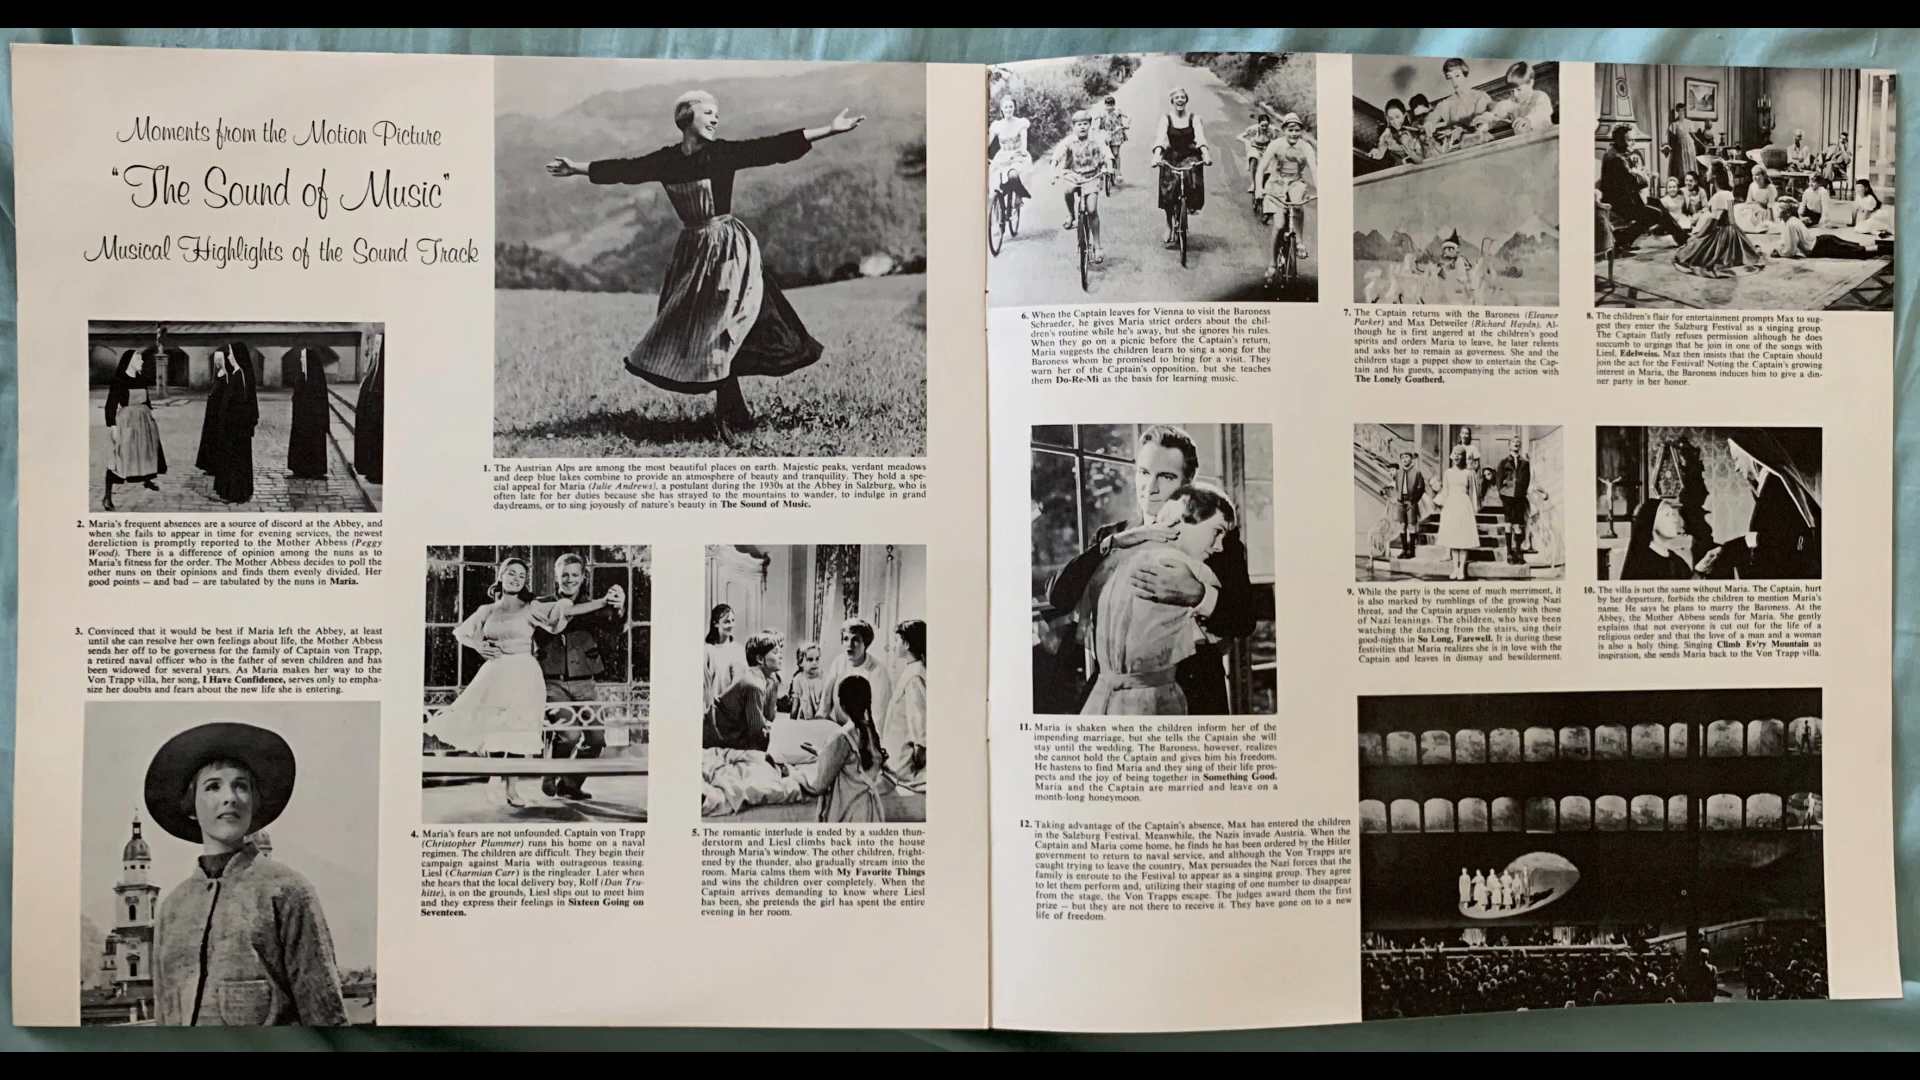 Moments from the Motion Picture
"The Sound of Music"
Musical Highlights of the Sound Track
1. The Austrian Alps are among the most beautiful places on earth. Majestic peaks, verdant meadows
and deep blue lakes combine to provide an atmosphere of beauty and tranquility. They hold a spe-
cial appeal for Maria (Julie Andrews), a postulant during the 1930s at the Abbey in Salzburg, who is
often late for her duties because she has strayed to the mountains to wander, to indulge in grand
daydreams, or to sing joyously of nature's beauty in The Sound of Music.
2. Maria's frequent absences are a source of discord at the Abbey, and
when she fails to appear in time for evening services, the newest
dereliction is promptly reported to the Mother Abbess (Peggy
Wood). There is a difference of opinion among the nuns as to
Maria's fitness for the order. The Mother Abbess decides to poll the
other nuns on their opinions and finds them evenly divided. Her
good points — and bad — are tabulated by the nuns in Maria.
3. Convinced that it would be best if Maria left the Abbey, at least
until she can resolve her own feelings about life, the Mother Abbess
sends her off to be governess for the family of Captain von Trapp,
a retired naval officer who is the father of seven children and has
been widowed for several years. As Maria makes her way to the
Von Trapp villa, her song, I Have Confidence, serves only to empha-
size her doubts and fears about the new life she is entering.
4. Maria's fears are not unfounded. Captain von Trapp
(Christopher Plummer) runs his home on a naval
regimen. The children are difficult. They begin their
campaign against Maria with outrageous teasing.
Liesl (Charmian Carr) is the ringleader. Later when
she hears that the local delivery boy, Rolf (Dan Tru-
hitte), is on the grounds, Liesl slips out to meet him
and they express their feelings in Sixteen Going on
Seventeen.
5. The romantic interlude is ended by a sudden thun-
derstorm and Liesl climbs back into the house
through Maria's window. The other children, fright-
ened by the thunder, also gradually stream into the
room. Maria calms them with My Favorite Things
and wins the children over completely. When the
Captain arrives demanding to know where Liesl
has been, she pretends the girl has spent the entire
evening in her room.
6. When the Captain leaves for Vienna to visit the Baroness
Schraeder, he gives Maria strict orders about the chil-
dren's routine while he's away, but she ignores his rules.
When they go on a picnic before the Captain's return,
Maria suggests the children learn to sing a song for the
Baroness whom he promised to bring for a visit. They
warn her of the Captain's opposition, but she teaches
them Do-Re-Mi as the basis for learning music.
7. The Captain returns with the Baroness (Eleanor
Parker) and Max Detweiler (Richard Haydn). Al-
though he is first angered at the children's good
spirits and orders Maria to leave, he later relents
and asks her to remain as governess. She and the
children stage a puppet show to entertain the Cap-
tain and his guests, accompanying the action with
The Lonely Goatherd.
8. The children's flair for entertainment prompts Max to sug-
gest they enter the Salzburg Festival as a singing group.
The Captain flatly refuses permission although he does
succumb to urgings that he join in one of the songs with
Liesl, Edelweiss. Max then insists that the Captain should
join the act for the Festival! Noting the Captain's growing
interest in Maria, the Baroness induces him to give a din-
ner party in her honor.
9. While the party is the scene of much merriment, it
is also marked by rumblings of the growing Nazi
threat, and the Captain argues violently with those
of Nazi leanings. The children, who have been
watching the dancing from the stairs, sing their
good-nights in So Long, Farewell. It is during these
festivities that Maria realizes she is in love with the
Captain and leaves in dismay and bewilderment.
10. The villa is not the same without Maria. The Captain, hurt
by her departure, forbids the children to mention Maria's
name. He says he plans to marry the Baroness. At the
Abbey, the Mother Abbess sends for Maria. She gently
explains that not everyone is cut out for the life of a
religious order and that the love of a man and a woman
is also a holy thing. Singing Climb Ev'ry Mountain as
inspiration, she sends Maria back to the Von Trapp villa.
11. Maria is shaken when the children inform her of the
impending marriage, but she tells the Captain she will
stay until the wedding. The Baroness, however, realizes
she cannot hold the Captain and gives him his freedom.
He hastens to find Maria and they sing of their life pros-
pects and the joy of being together in Something Good.
Maria and the Captain are married and leave on a
month-long honeymoon.
12. Taking advantage of the Captain's absence, Max has entered the children
in the Salzburg Festival. Meanwhile, the Nazis invade Austria. When the
Captain and Maria come home, he finds he has been ordered by the Hitler
government to return to naval service, and although the Von Trapps are
caught trying to leave the country, Max persuades the Nazi forces that the
family is enroute to the Festival to appear as a singing group. They agree
to let them perform and, utilizing their staging of one number to disappear
from the stage, the Von Trapps escape. The judges award them the first
prize — but they are not there to receive it. They have gone on to a new
life of freedom.